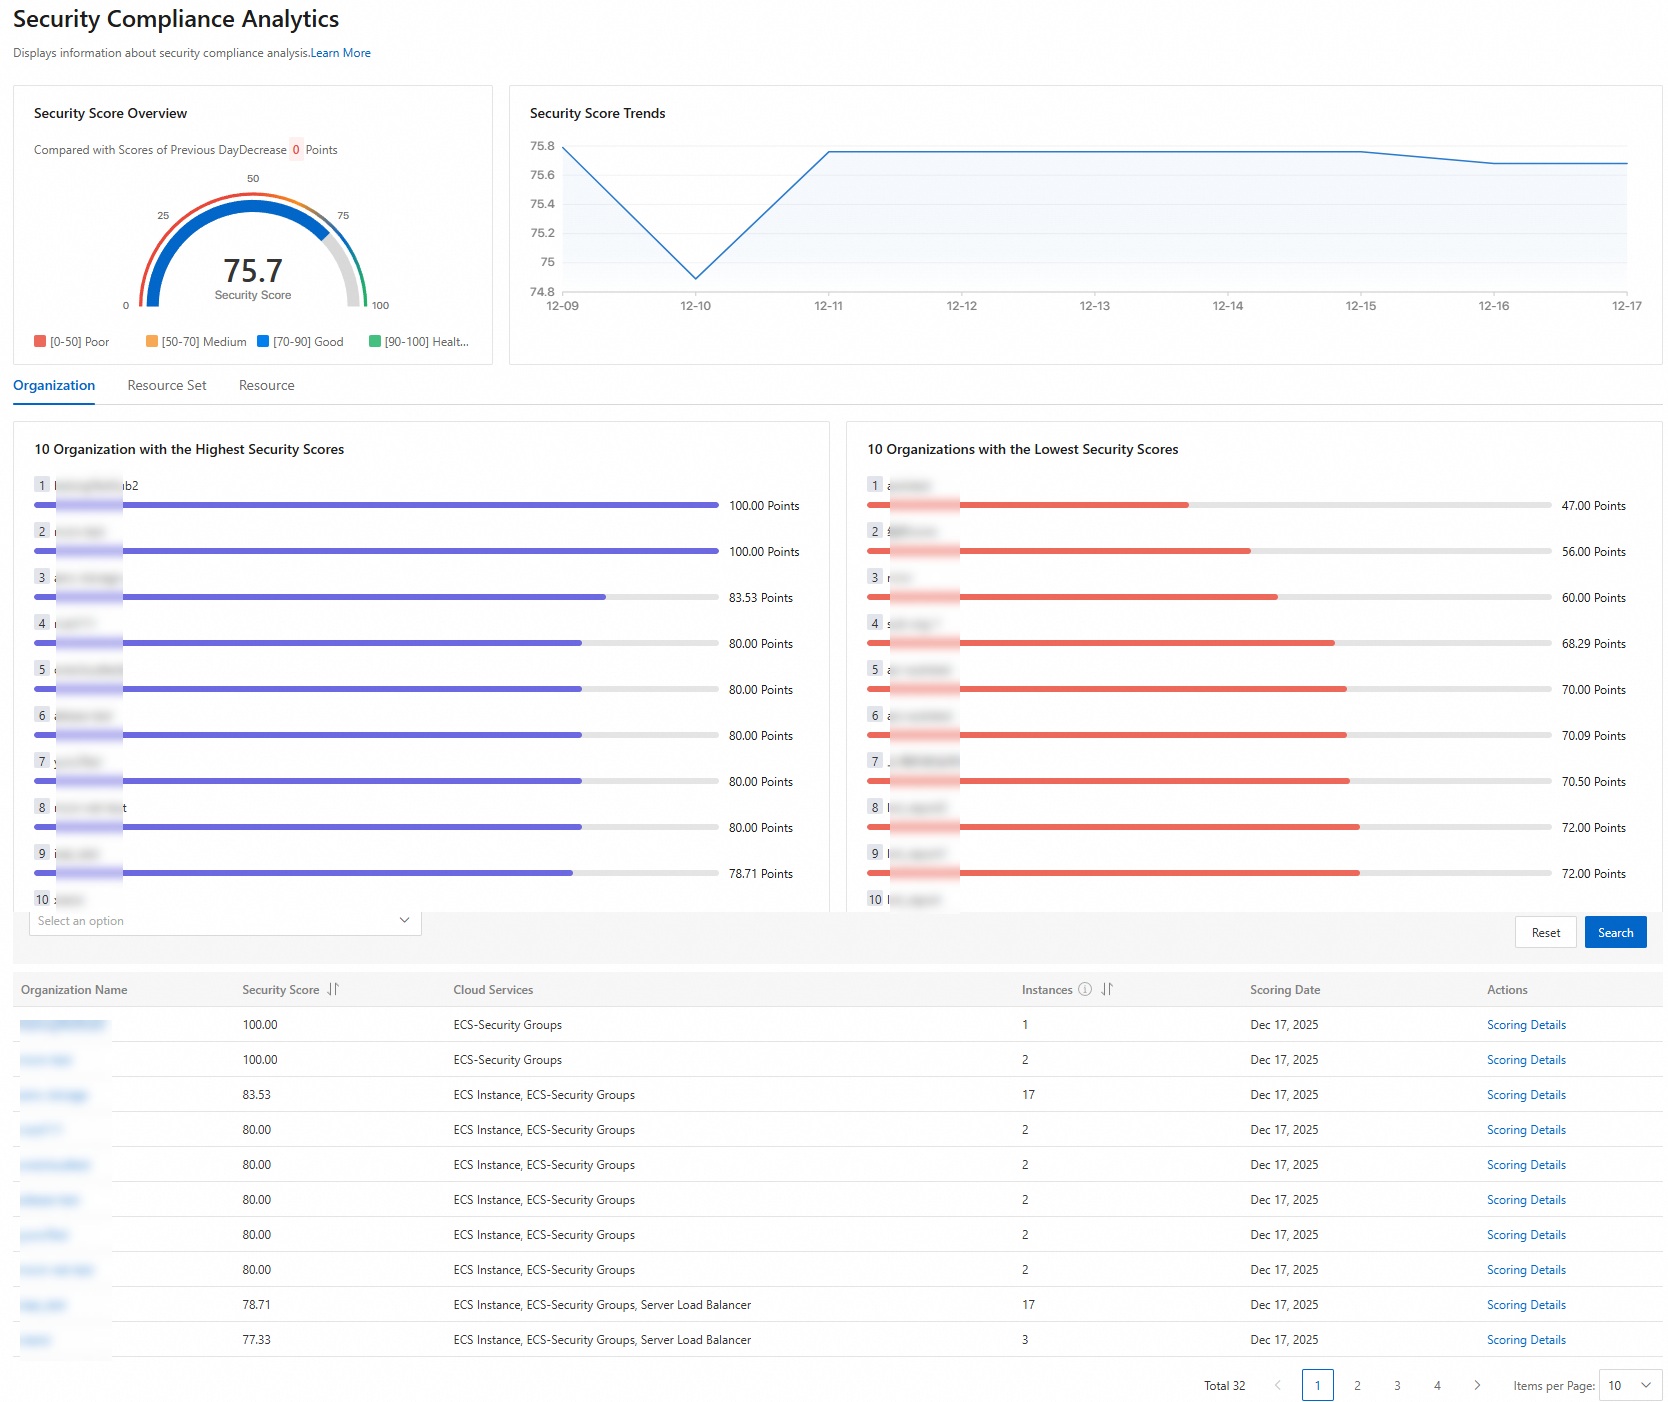 Security Compliance Analytics
Displays information about security compliance analysis.Learn More
Security Score Overview
Compared with Scores of Previous DayDecrease 0 Points
50
25
75
75.7
Security Score
0
100
[0-50] Poor
[50-70] Medium
[70-90] Good
[90-100] Healt...
Security Score Trends
75.8
75.6
75.4
75.2
75
74.8
12-09 12-10 12-11 12-12 12-13 12-14 12-15 12-16 12-17
Organization Resource Set Resource
10 Organization with the Highest Security Scores
1
100.00 Points
2
100.00 Points
3
83.53 Points
4
80.00 Points
5
80.00 Points
6
80.00 Points
7
80.00 Points
8
80.00 Points
9
78.71 Points
10
10 Organizations with the Lowest Security Scores
1
47.00 Points
2
56.00 Points
3
60.00 Points
4
68.29 Points
5
70.00 Points
6
70.09 Points
7
70.50 Points
8
72.00 Points
9
72.00 Points
10
Select an option
Reset Search
Organization Name Security Score Cloud Services Instances Scoring Date Actions
100.00 ECS-Security Groups 1 Dec 17, 2025 Scoring Details
100.00 ECS-Security Groups 2 Dec 17, 2025 Scoring Details
83.53 ECS Instance, ECS-Security Groups 17 Dec 17, 2025 Scoring Details
80.00 ECS Instance, ECS-Security Groups 2 Dec 17, 2025 Scoring Details
80.00 ECS Instance, ECS-Security Groups 2 Dec 17, 2025 Scoring Details
80.00 ECS Instance, ECS-Security Groups 2 Dec 17, 2025 Scoring Details
80.00 ECS Instance, ECS-Security Groups 2 Dec 17, 2025 Scoring Details
80.00 ECS Instance, ECS-Security Groups 2 Dec 17, 2025 Scoring Details
78.71 ECS Instance, ECS-Security Groups, Server Load Balancer 17 Dec 17, 2025 Scoring Details
77.33 ECS Instance, ECS-Security Groups, Server Load Balancer 3 Dec 17, 2025 Scoring Details
Total 32 1 2 3 4 Items per Page: 10